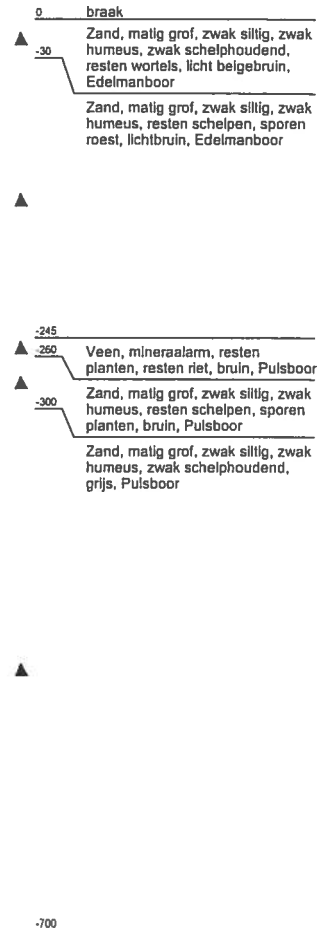 0 braak
Zand, matig grof, zwak siltig, zwak
-30 humeus, zwak schelphoudend,
resten wortels, licht beigebruin,
Edelmanboor
Zand, matig grof, zwak siltig, zwak
humeus, resten schelpen, sporen
roest, lichtbruin, Edelmanboor
-245
-260 Veen, mineraalarm, resten
planten, resten riet, bruin, Pulsboor
Zand, matig grof, zwak siltig, zwak
-300 humeus, resten schelpen, sporen
planten, bruin, Pulsboor
Zand, matig grof, zwak siltig, zwak
humeus, zwak schelphoudend,
grijs, Pulsboor
-700